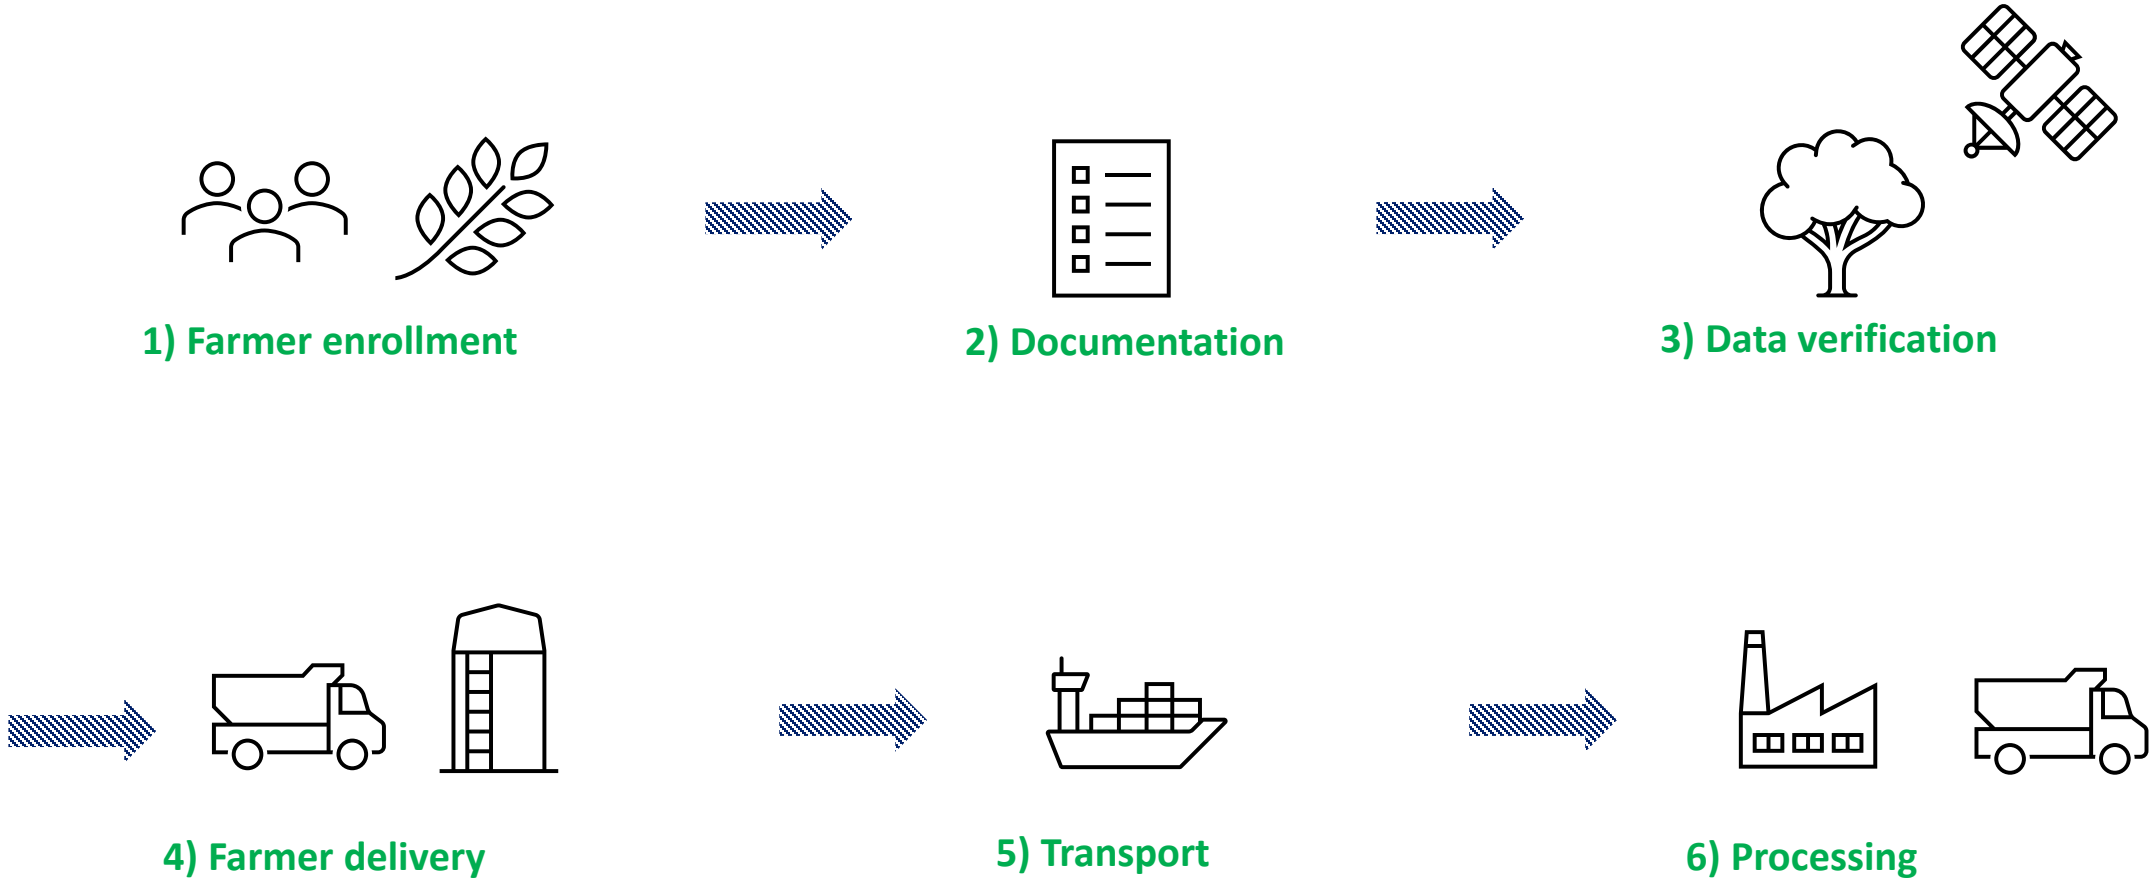 1) Farmer enrollment
2) Documentation
3) Data verification
4) Farmer delivery
5) Transport
6) Processing